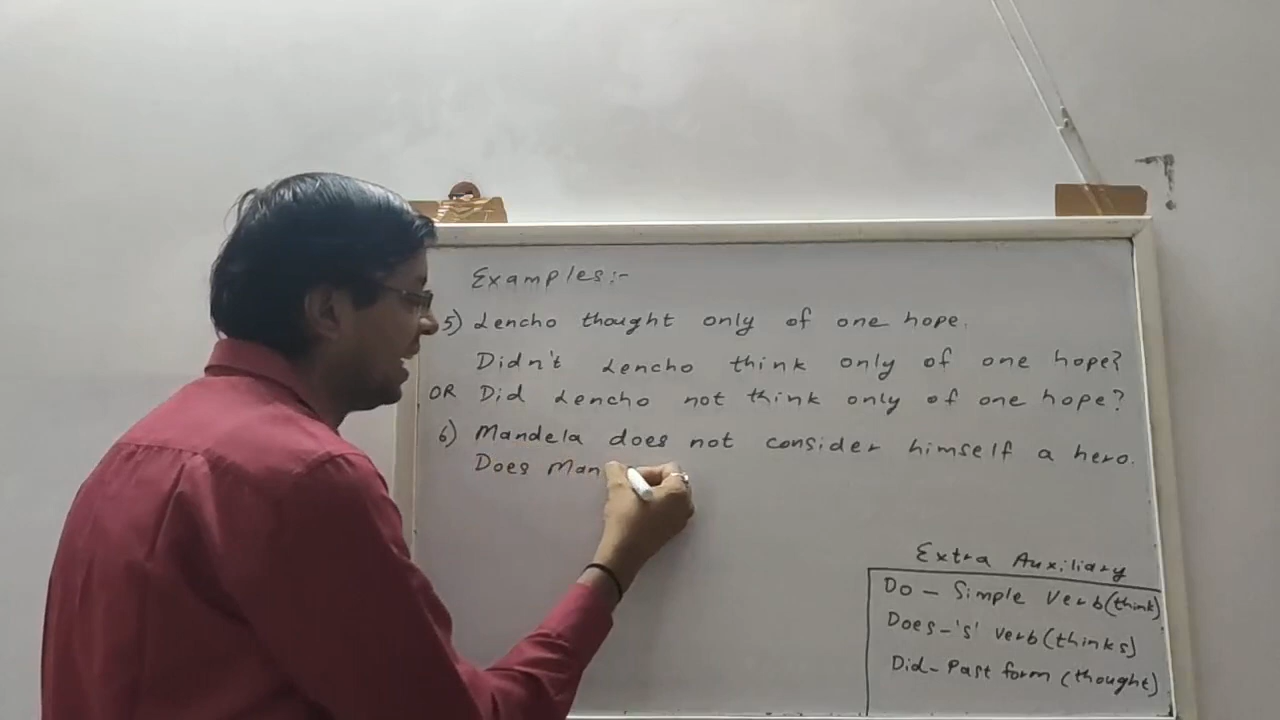 Examples:-
5) Lencho thought only of one hope.
Didn't Lencho think only of one hope?
OR Did Lencho not think only of one hope?
6) Mandela does not consider himself a hero.
Does Man
Extra Auxiliary
Do - Simple Verb (think)
Does - 's' verb (thinks)
Did - Past form (thought)